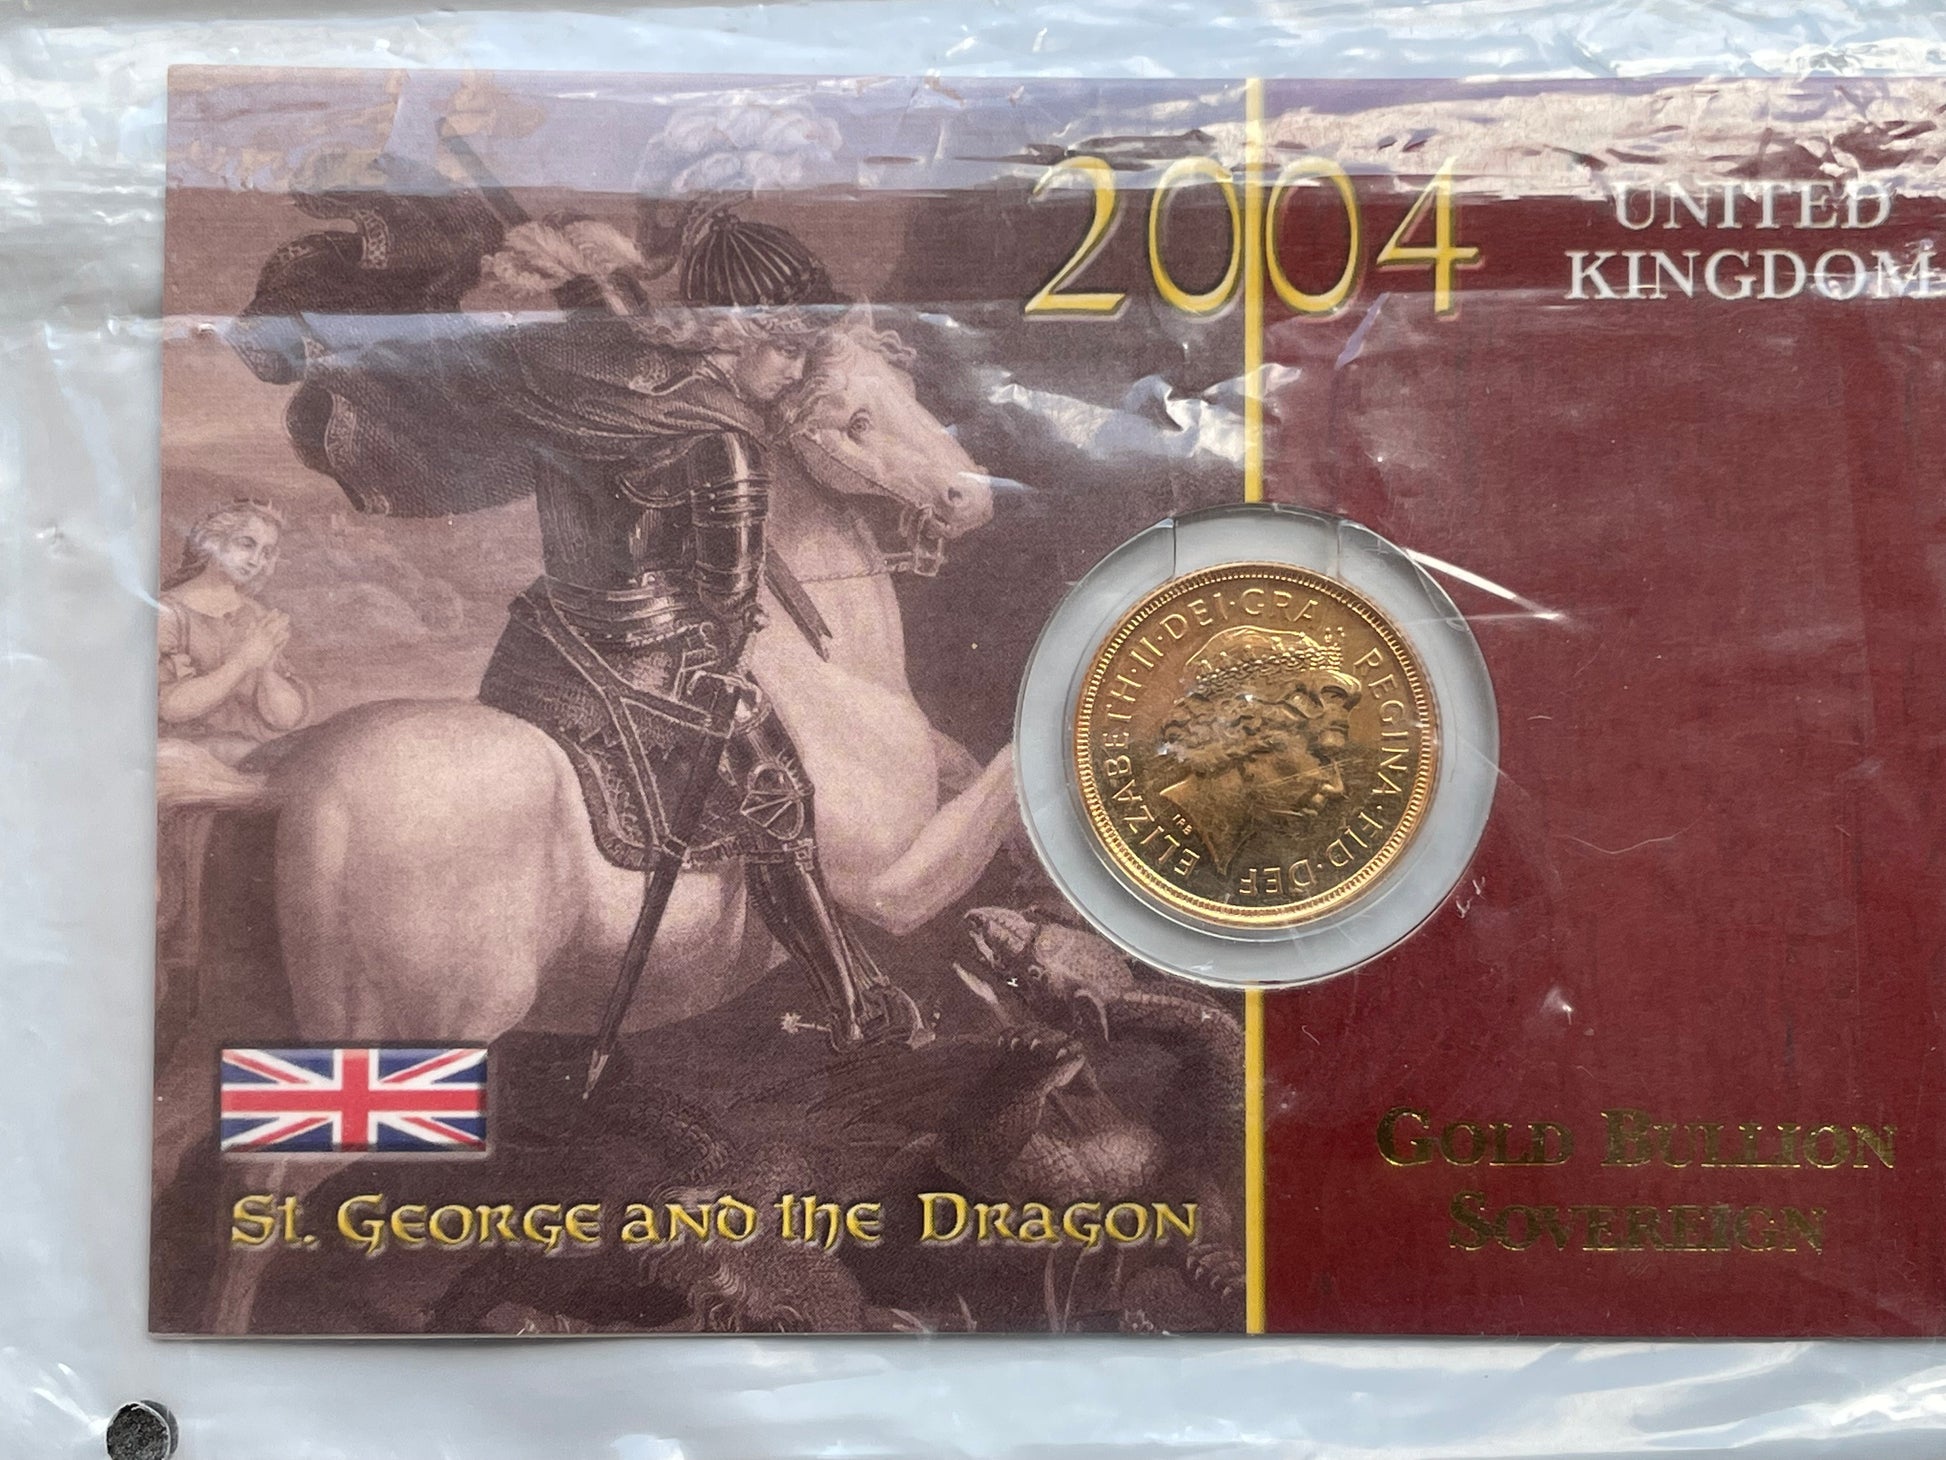 2004
UNITED
KINGDOM
ELIZABETH·II·DEI·GRA
REGINA·FID·DEF
IRB
GOLD BULLION
SOVEREIGN
St. George and the Dragon